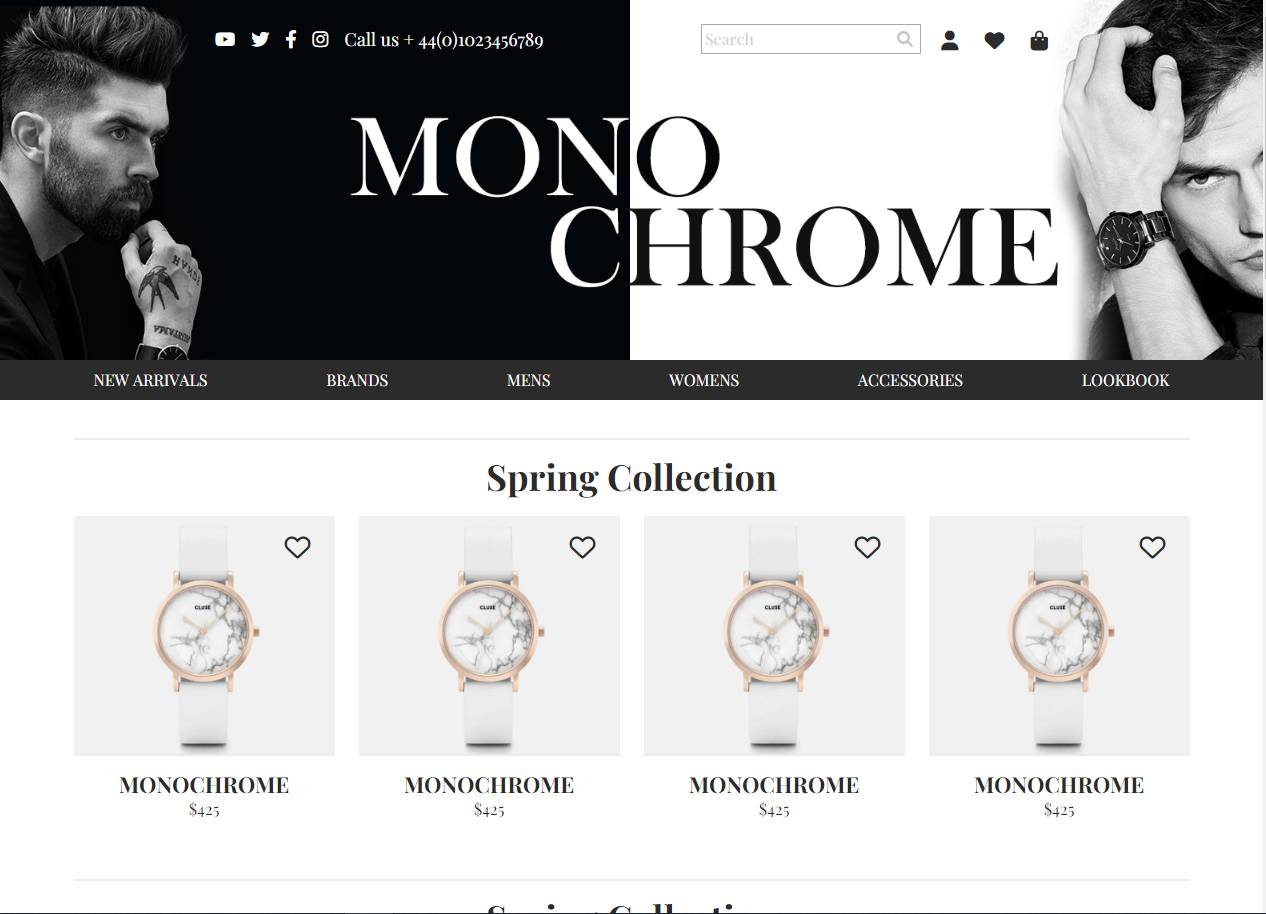 Call us + 44(0)1023456789
Search
MONO
CHROME
NEW ARRIVALS BRANDS MENS WOMENS ACCESSORIES LOOKBOOK
Spring Collection
CLUSE CLUSE CLUSE CLUSE
MONOCHROME MONOCHROME MONOCHROME MONOCHROME
$425 $425 $425 $425